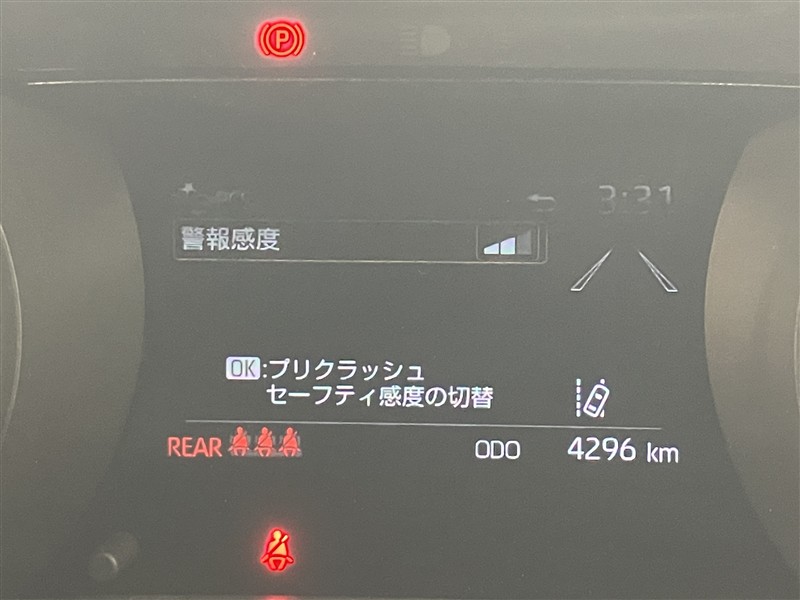 P
PCS
3:31
警報感度
OK:プリクラッシュ
セーフティ感度の切替
REAR
ODO 4296 km